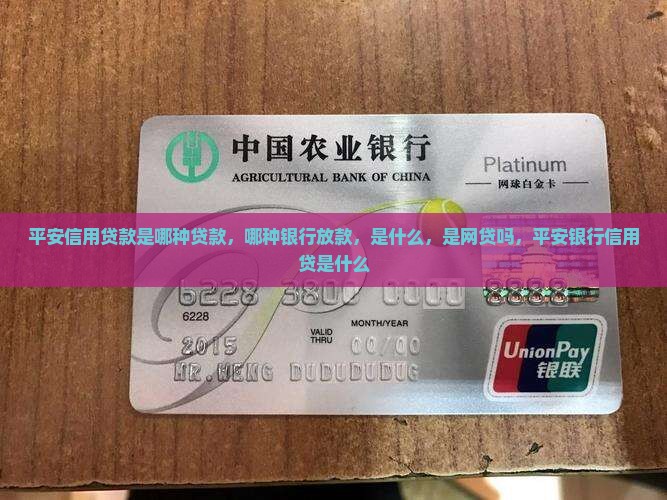 中国农业银行
AGRICULTURAL BANK OF CHINA
Platinum
网球白金卡
平安信用贷款是哪种贷款，哪种银行放款，是什么，是网贷吗，平安银行信用
贷是什么
6228 3800 0000 8888
6228
MONTH/YEAR
VALID
THRU
2015 00/00
MR.WENG DUDUDUDUG
UnionPay
银联